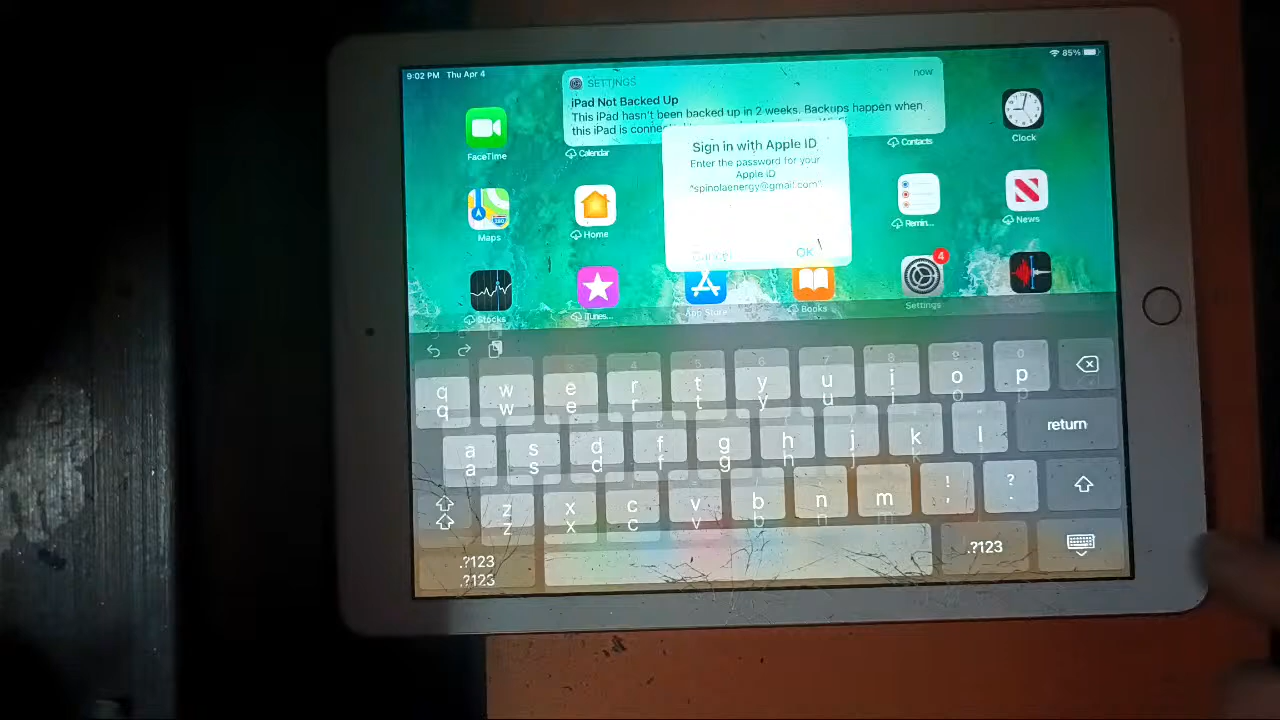 9:02 PM Thu Apr 4
85%
SETTINGS
now
iPad Not Backed Up
This iPad hasn't been backed up in 2 weeks. Backups happen when
this iPad is
Sign in with Apple ID
Enter the password for your
Apple ID
"spinolaenergy@gmail.com"
Cancel
OK
FaceTime
Calendar
Contacts
Clock
Maps
Home
Remin...
News
Stocks
iTunes...
App Store
Books
Settings
4
q w e r t y u i o p
q w e r t y u i o p
return
a s d f g h j k l
a s d f g h j k
! ?
z x c v b n m , .
z x c v b n m
.?123
.?123
.?123